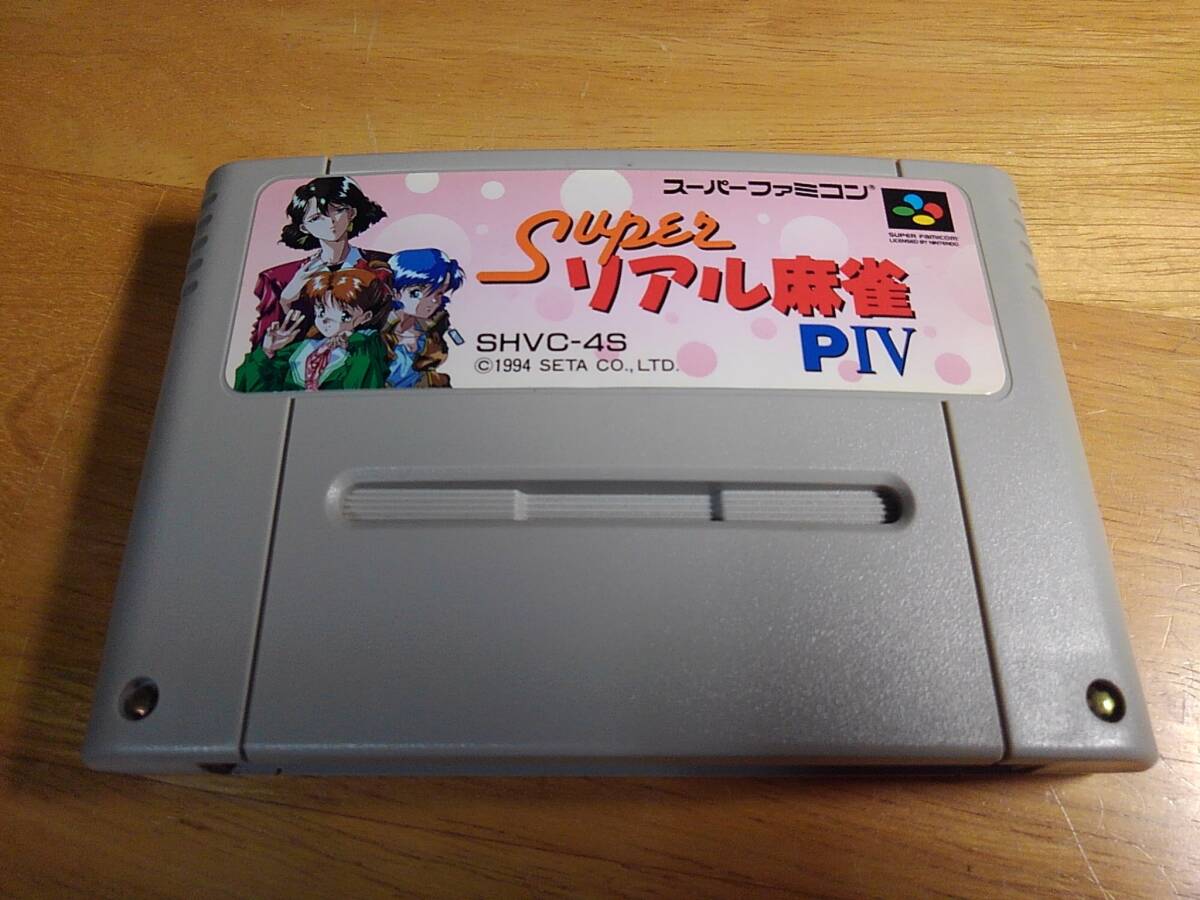 スーパーファミコン®
SUPER FAMICOM
LICENSED BY NINTENDO
Super
リアル麻雀
PIV
SHVC-4S
©1994 SETA CO., LTD.